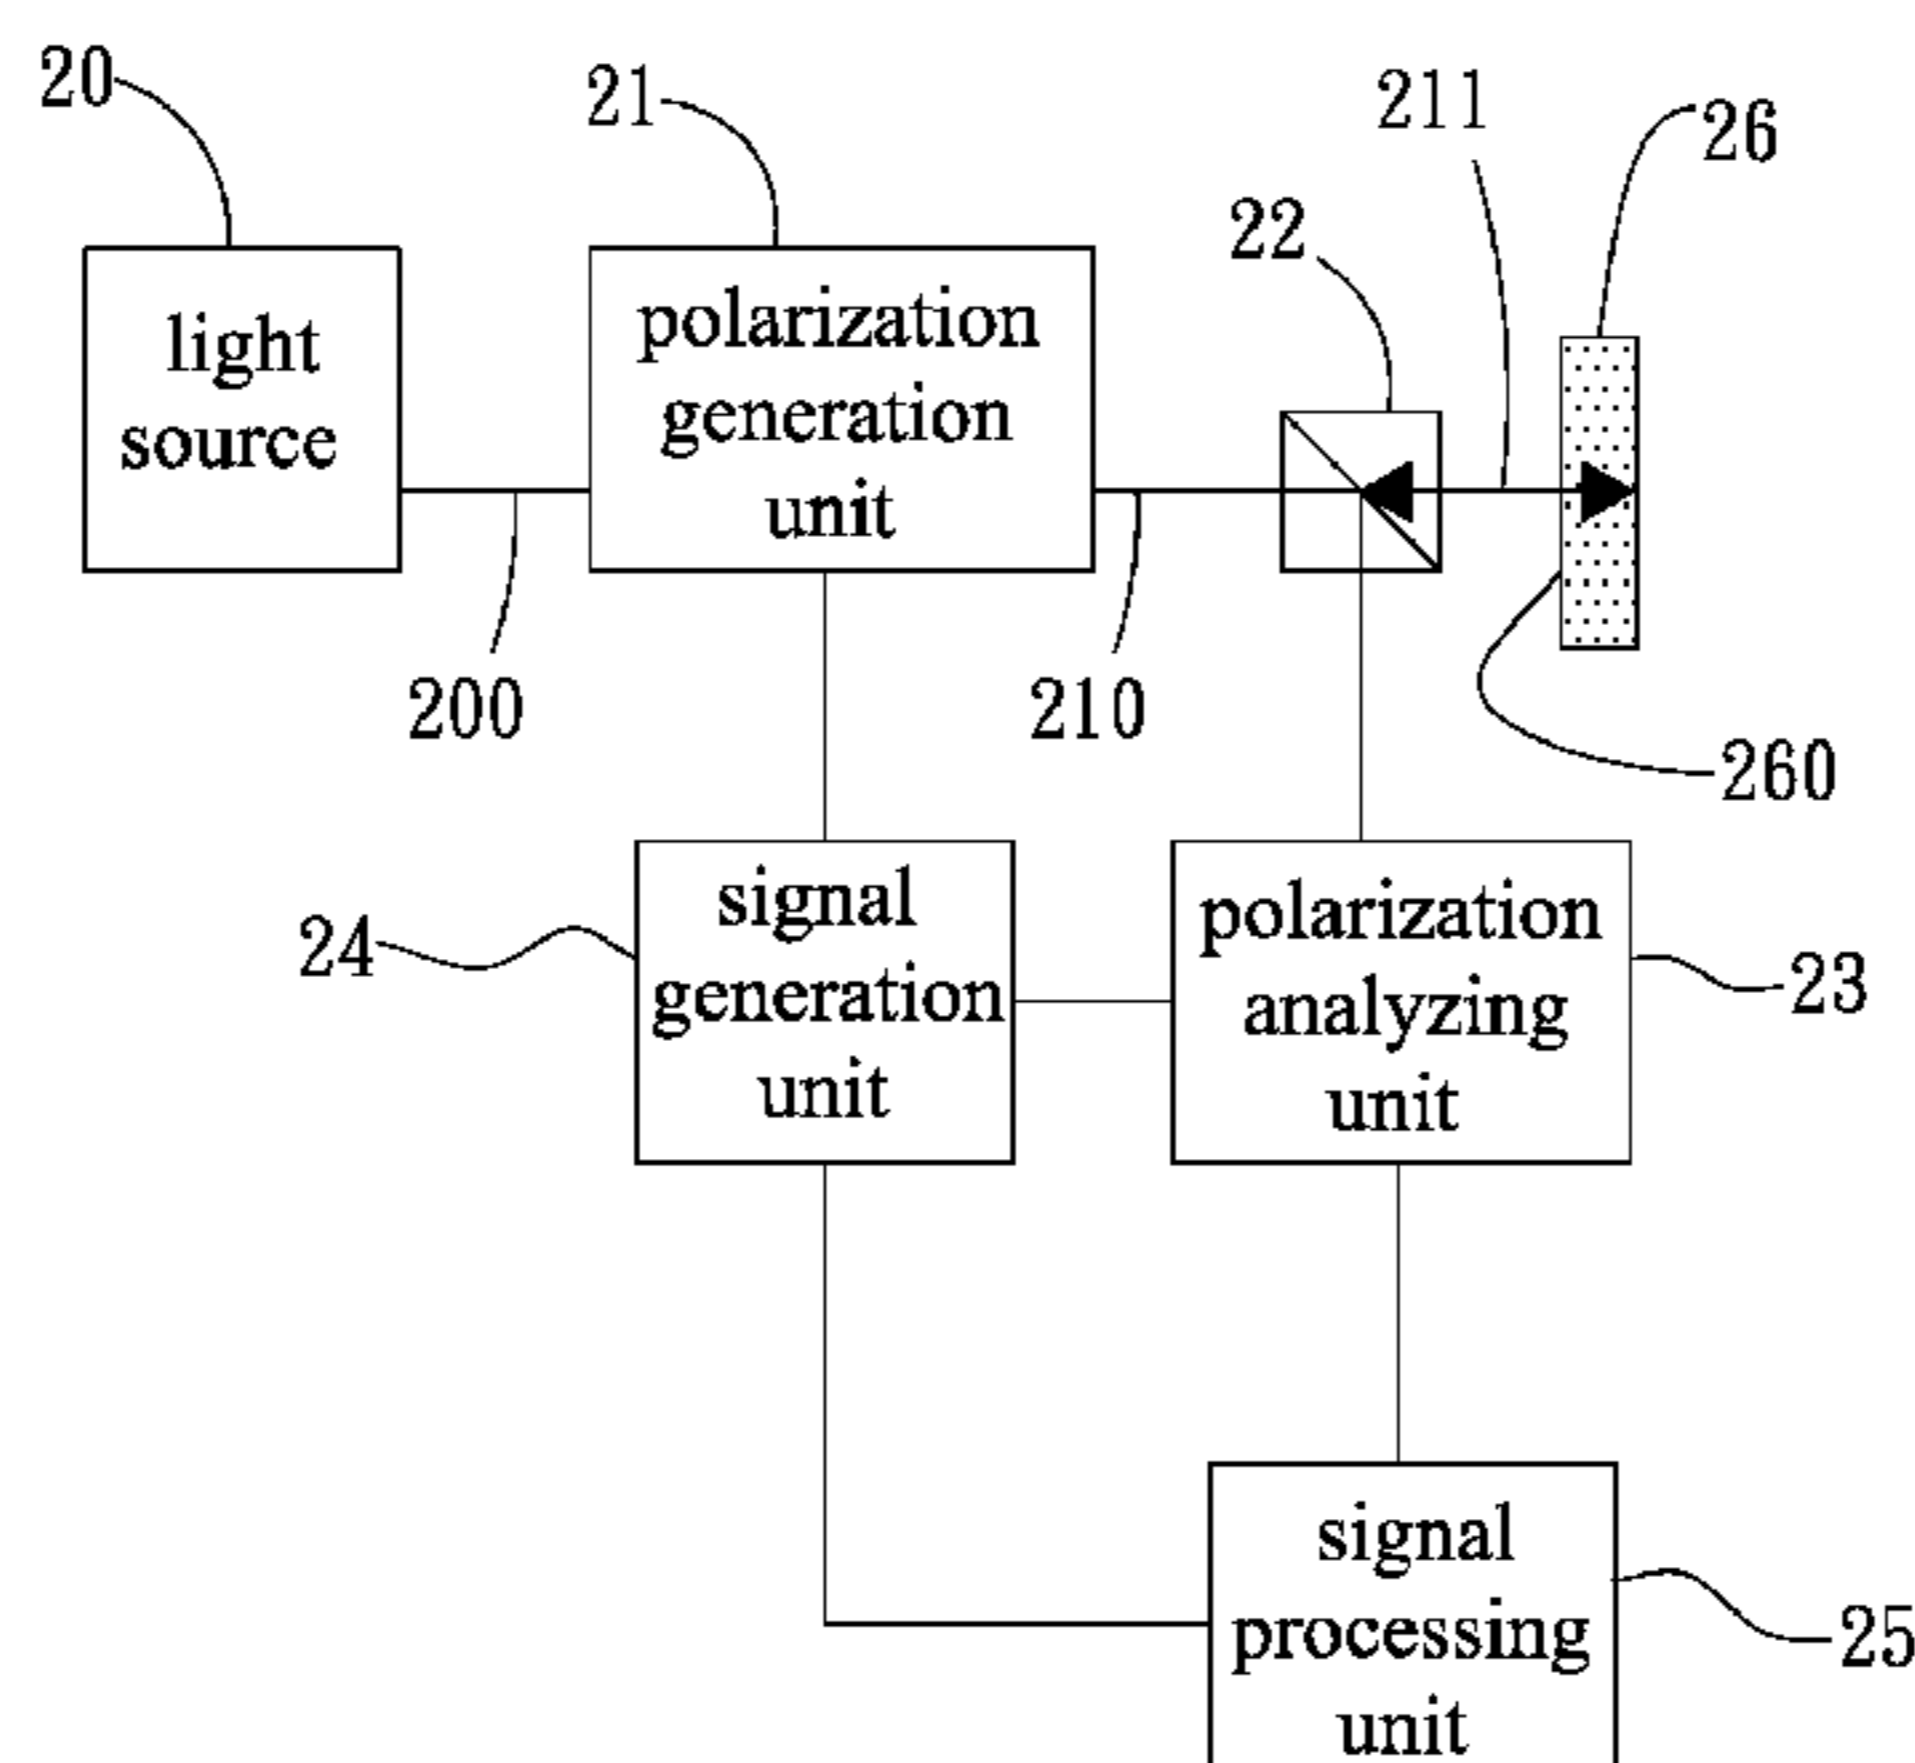 20
21
211
26
22
light
source
polarization
generation
unit
200
210
260
signal
generation
unit
24
polarization
analyzing
unit
23
signal
processing
unit
25